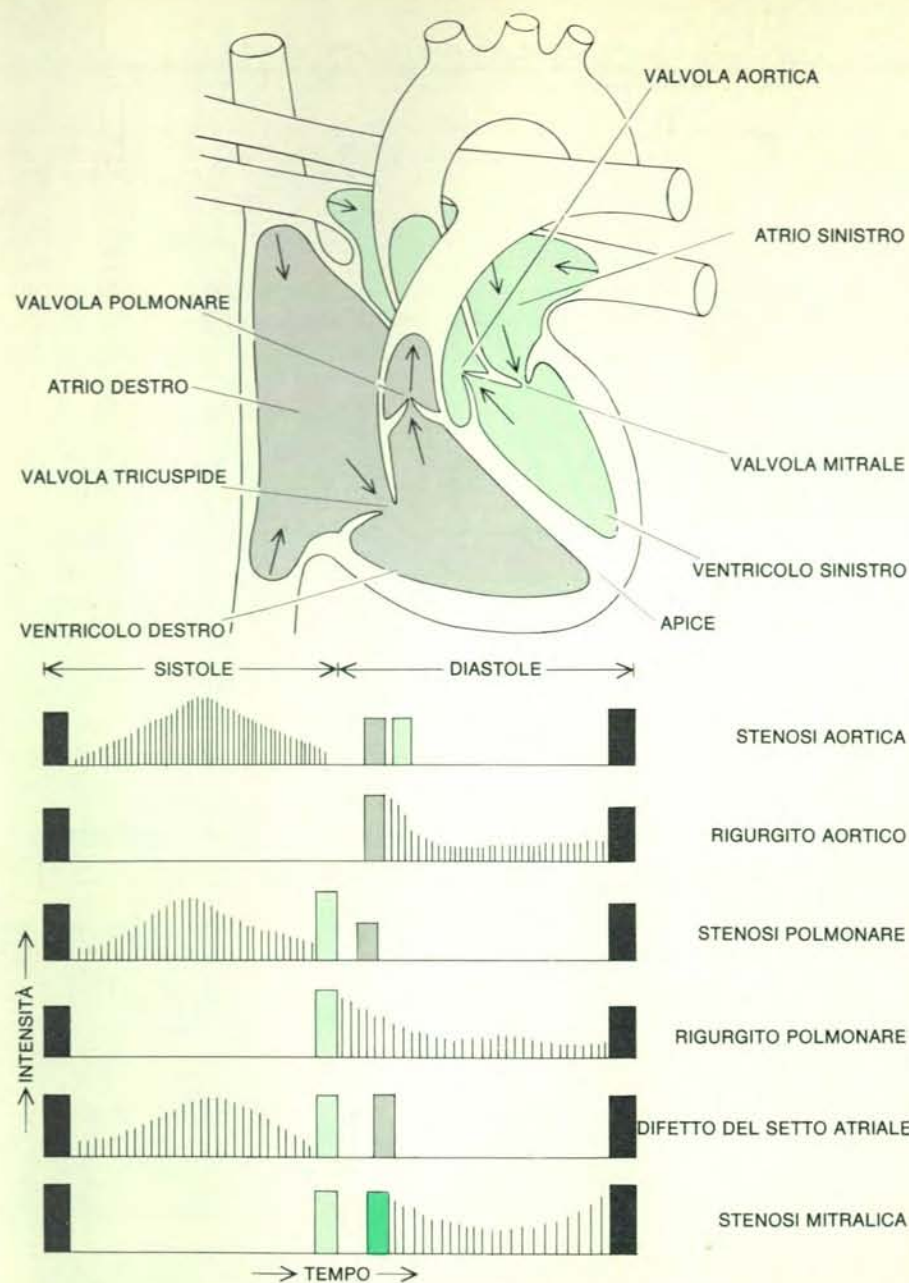 VALVOLA AORTICA
ATRIO SINISTRO
VALVOLA POLMONARE
ATRIO DESTRO
VALVOLA TRICUSPIDE
VALVOLA MITRALE
VENTRICOLO SINISTRO
APICE
VENTRICOLO DESTRO
SISTOLE
DIASTOLE
STENOSI AORTICA
RIGURGITO AORTICO
STENOSI POLMONARE
RIGURGITO POLMONARE
DIFETTO DEL SETTO ATRIALE
STENOSI MITRALICA
INTENSITÀ
TEMPO